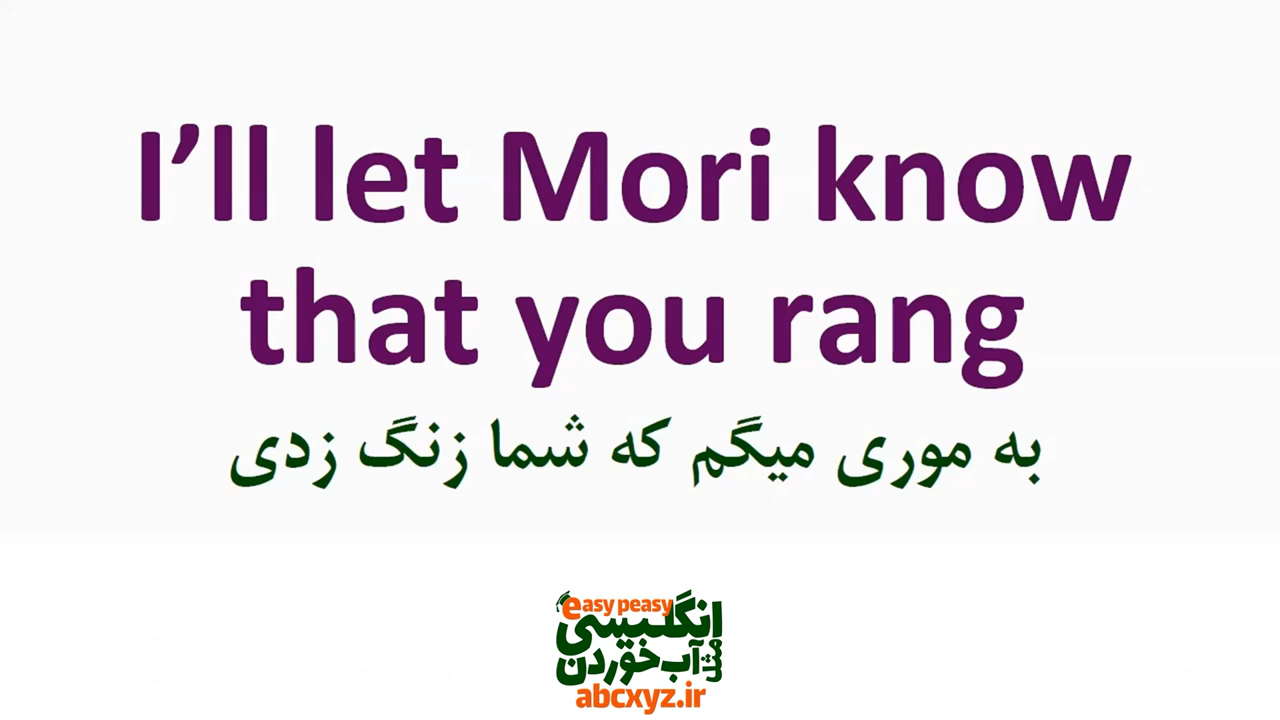 I’ll let Mori know
that you rang
به موری میگم که شما زنگ زدی
easy peasy
انگلیسی
مثل آب خوردن
abcxyz.ir